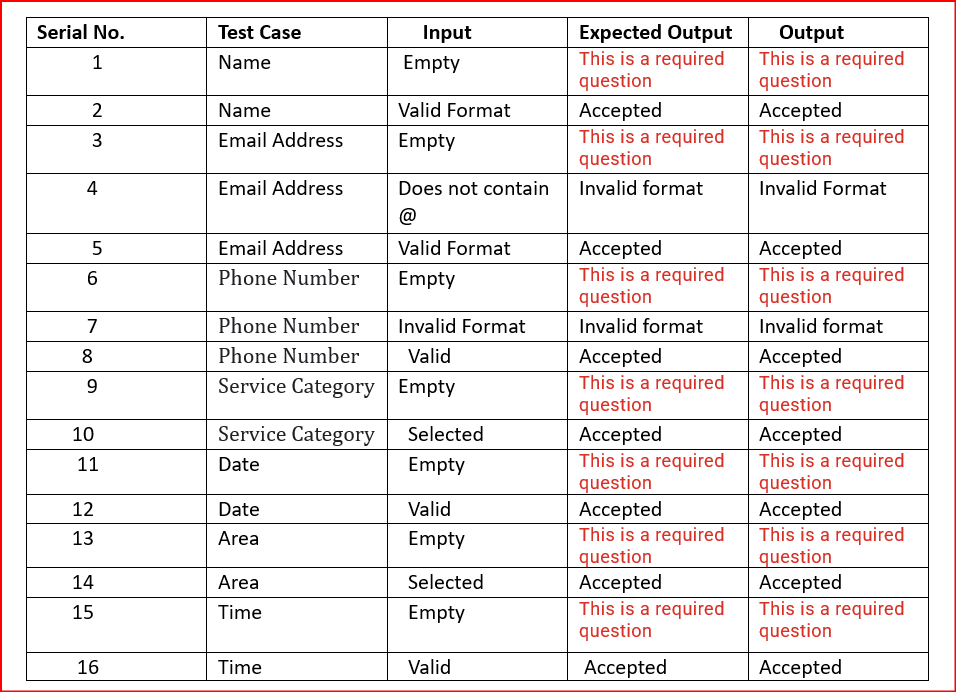 Serial No. Test Case Input Expected Output Output
1 Name Empty This is a required question This is a required question
2 Name Valid Format Accepted Accepted
3 Email Address Empty This is a required question This is a required question
4 Email Address Does not contain @ Invalid format Invalid Format
5 Email Address Valid Format Accepted Accepted
6 Phone Number Empty This is a required question This is a required question
7 Phone Number Invalid Format Invalid format Invalid format
8 Phone Number Valid Accepted Accepted
9 Service Category Empty This is a required question This is a required question
10 Service Category Selected Accepted Accepted
11 Date Empty This is a required question This is a required question
12 Date Valid Accepted Accepted
13 Area Empty This is a required question This is a required question
14 Area Selected Accepted Accepted
15 Time Empty This is a required question This is a required question
16 Time Valid Accepted Accepted